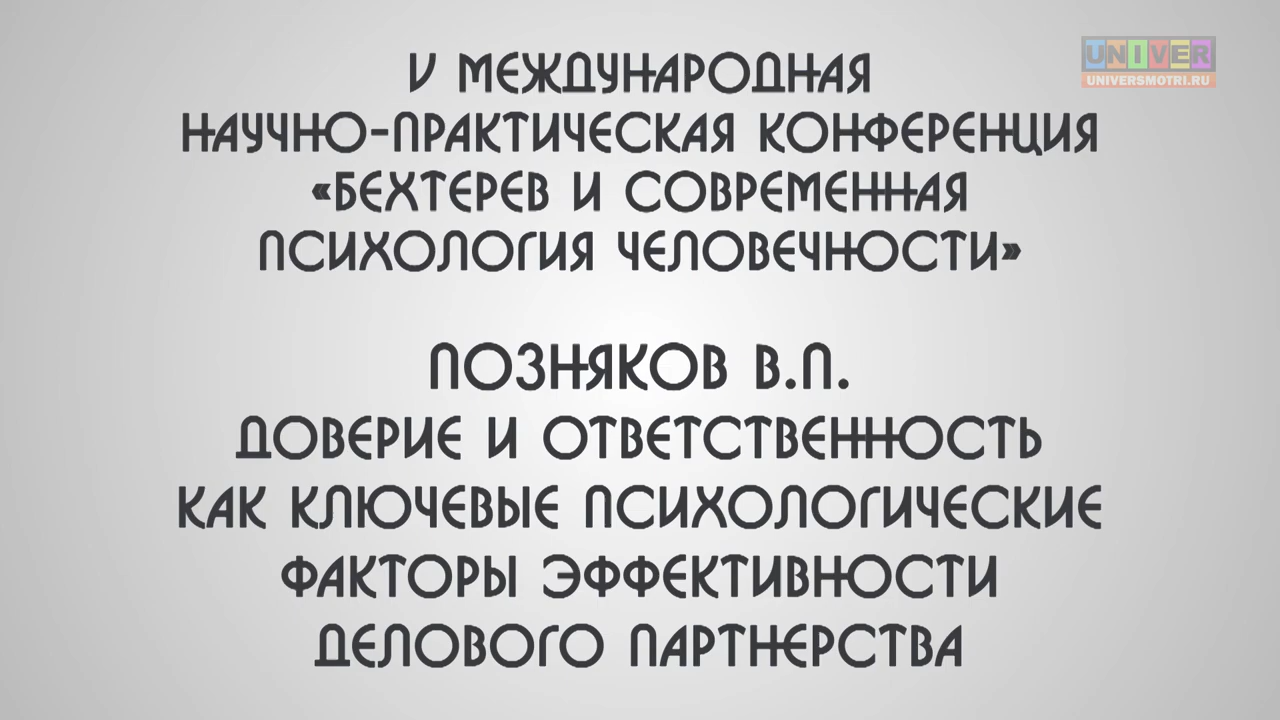 UNIVER
UNIVERSMOTRI.RU
V МЕЖДУНАРОДНАЯ
НАУЧНО-ПРАКТИЧЕСКАЯ КОНФЕРЕНЦИЯ
«БЕХТЕРЕВ И СОВРЕМЕННАЯ
ПСИХОЛОГИЯ ЧЕЛОВЕЧНОСТИ»
ПОЗНЯКОВ В.П.
ДОВЕРИЕ И ОТВЕТСТВЕННОСТЬ
КАК КЛЮЧЕВЫЕ ПСИХОЛОГИЧЕСКИЕ
ФАКТОРЫ ЭФФЕКТИВНОСТИ
ДЕЛОВОГО ПАРТНЕРСТВА